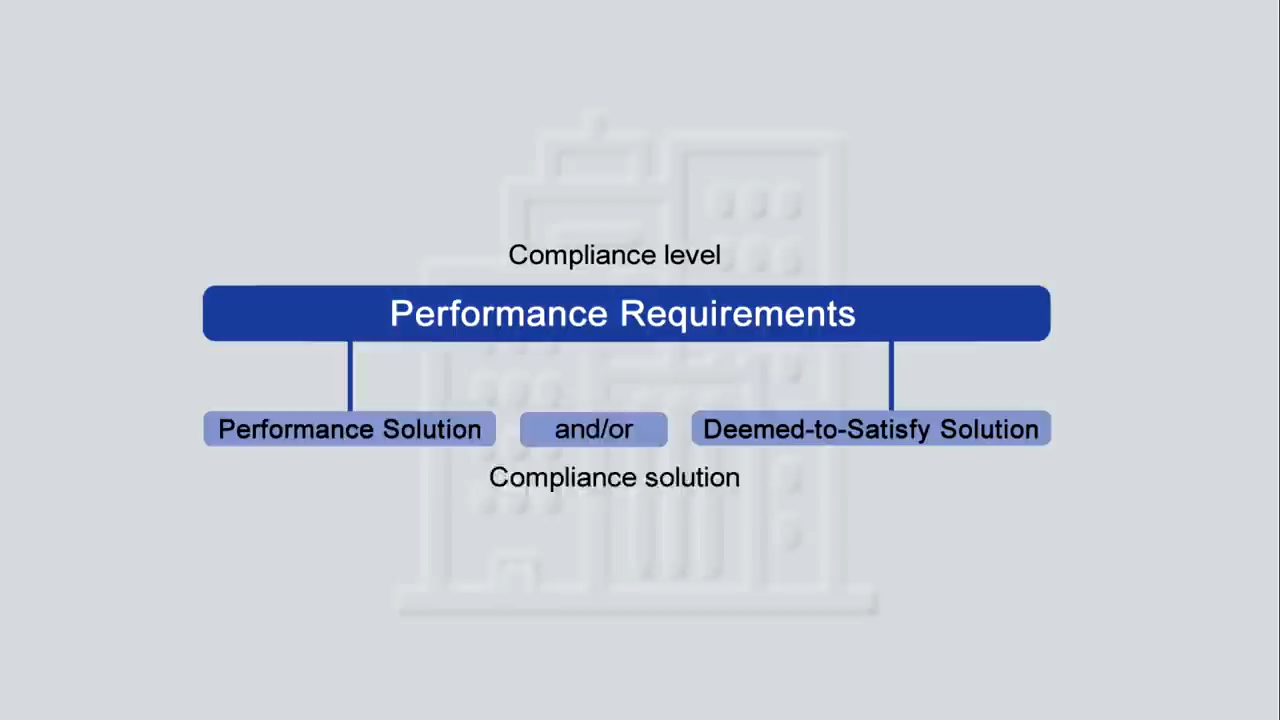 Compliance level
Performance Requirements
Performance Solution and/or Deemed-to-Satisfy Solution
Compliance solution